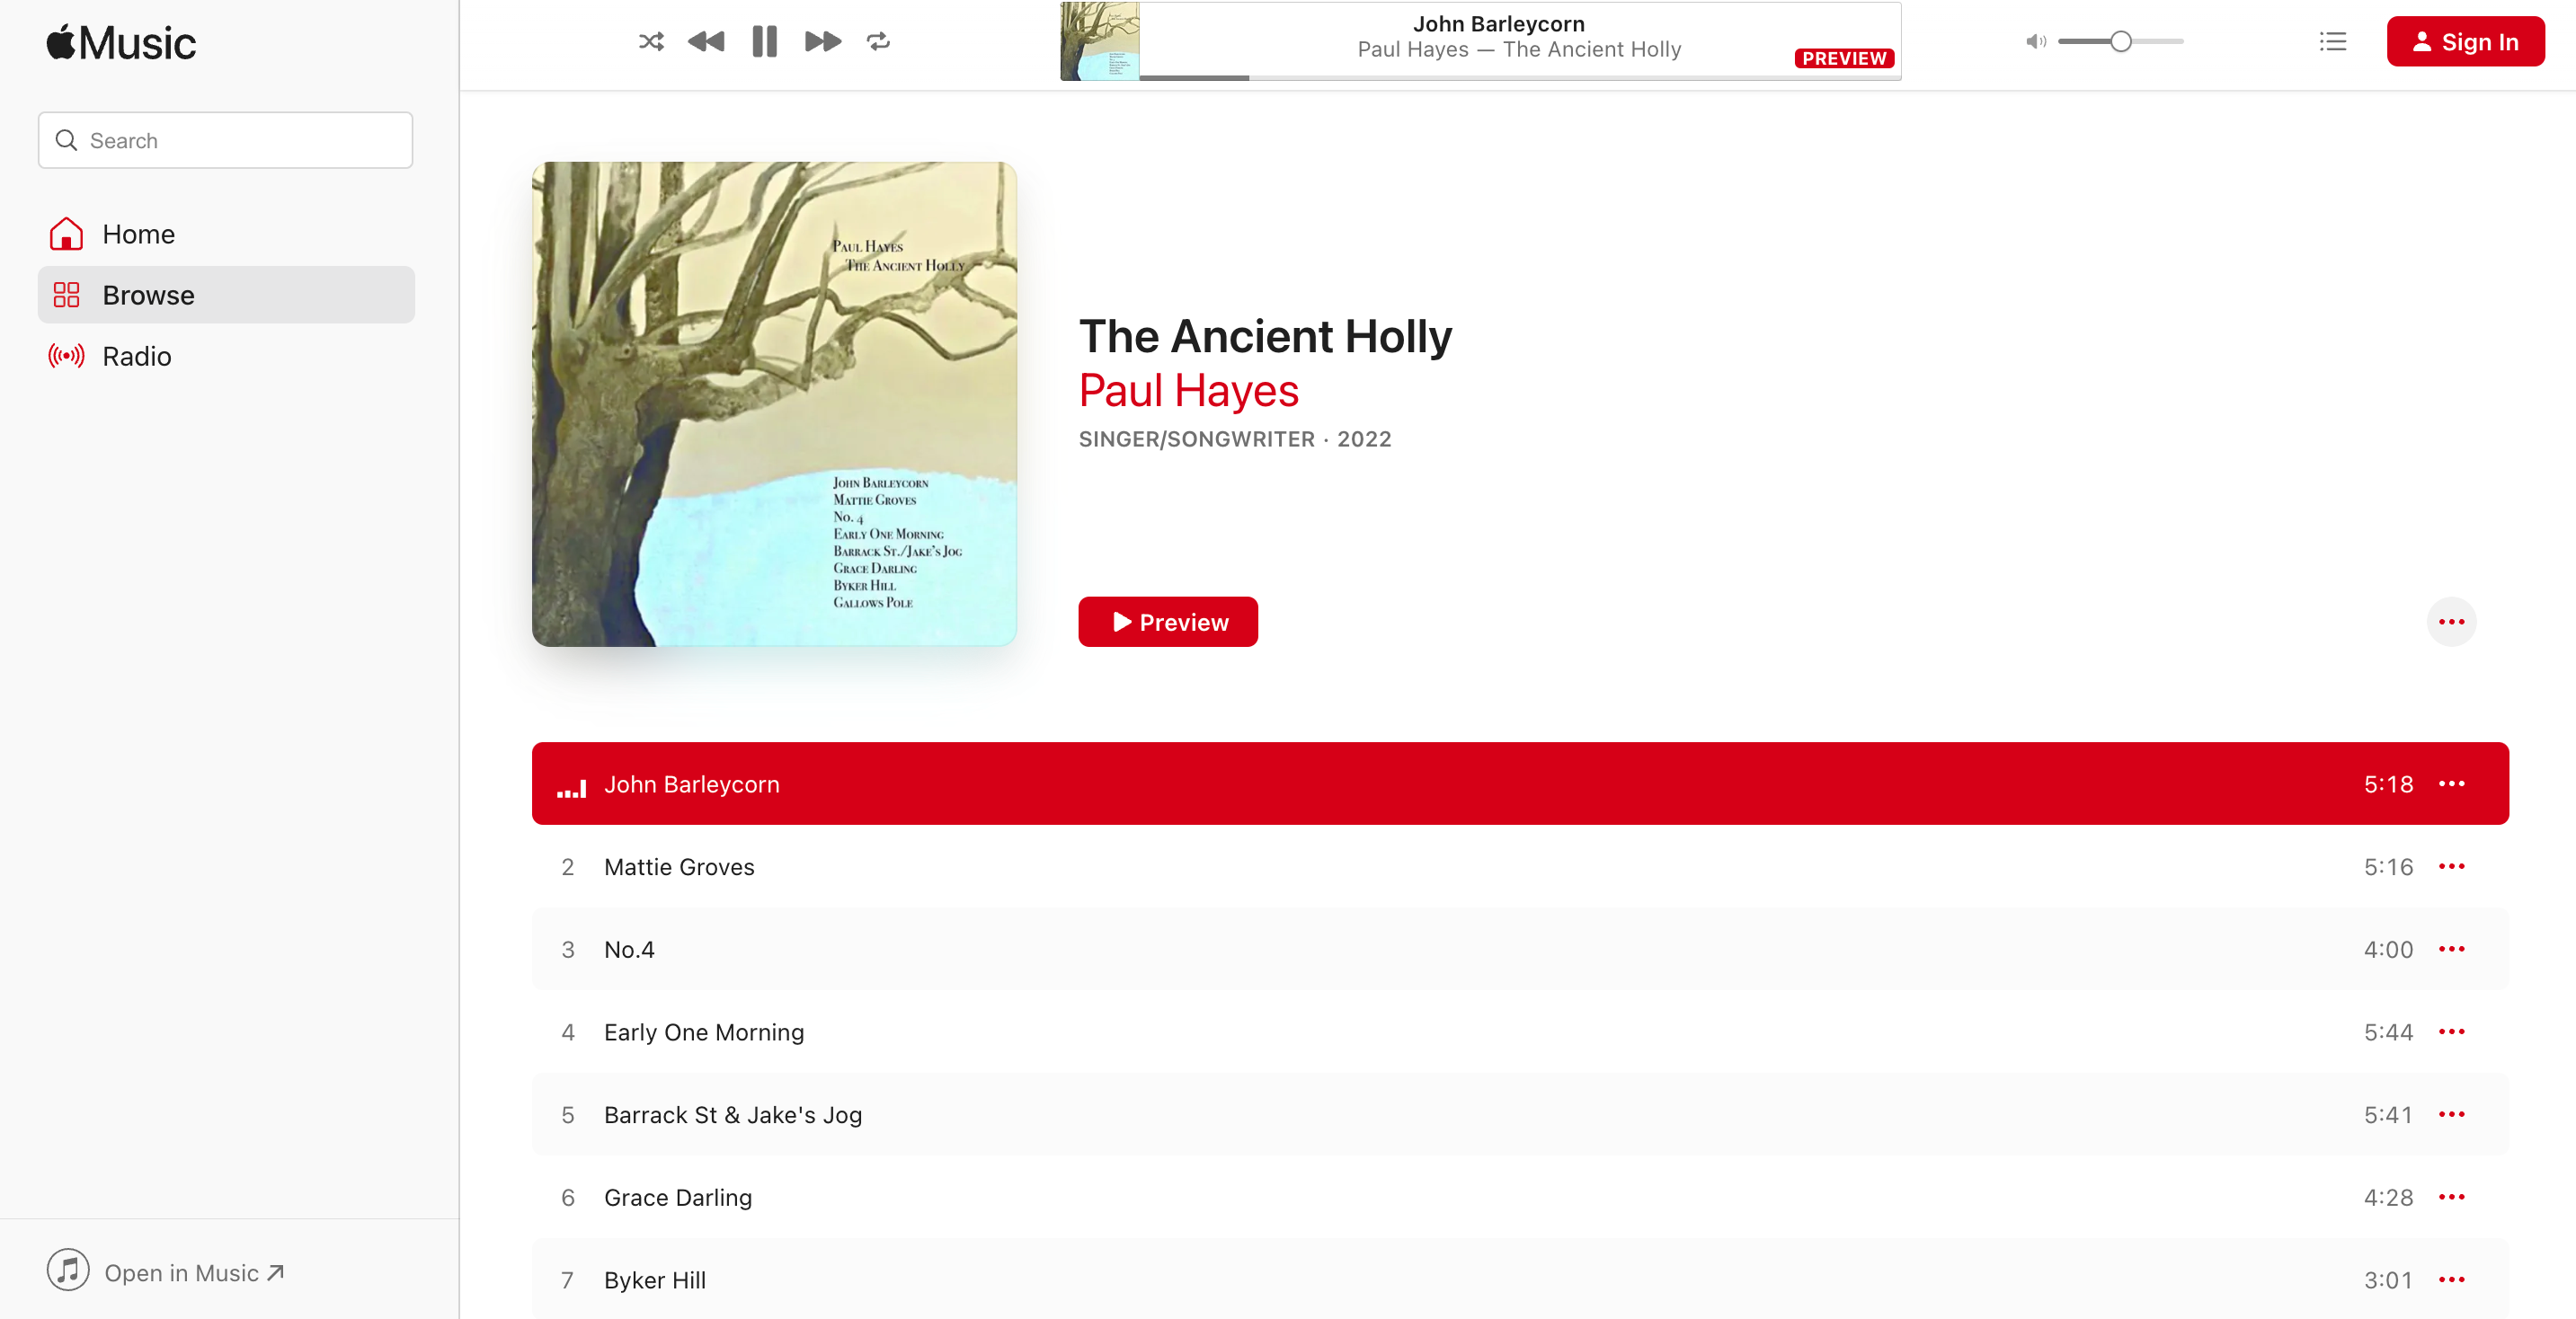 Music
Search
Home
Browse
Radio
Open in Music
John Barleycorn
Paul Hayes — The Ancient Holly
PREVIEW
Sign In
PAUL HAYES
THE ANCIENT HOLLY
JOHN BARLEYCORN
MATTIE GROVES
NO. 4
EARLY ONE MORNING
BARRACK ST./JAKE'S JOG
GRACE DARLING
BYKER HILL
GALLOWS POLE
The Ancient Holly
Paul Hayes
SINGER/SONGWRITER · 2022
Preview
John Barleycorn 5:18
2 Mattie Groves 5:16
3 No.4 4:00
4 Early One Morning 5:44
5 Barrack St & Jake's Jog 5:41
6 Grace Darling 4:28
7 Byker Hill 3:01